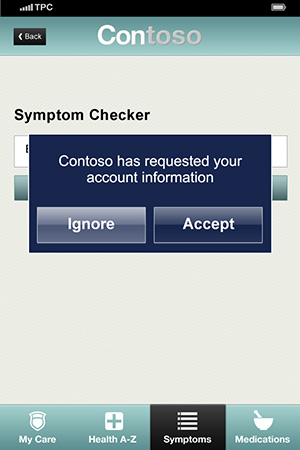 TPC
Back
Contoso
Symptom Checker
Contoso has requested your
account information
Ignore
Accept
My Care
Health A-Z
Symptoms
Medications